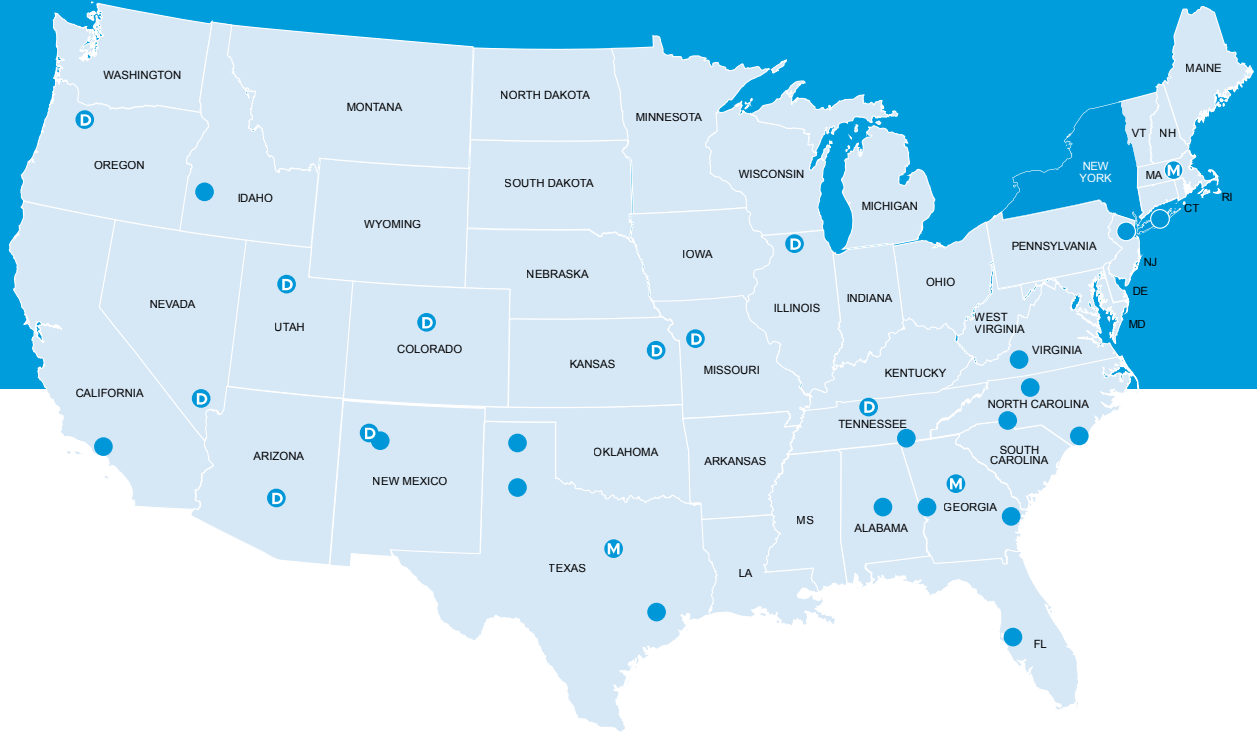 WASHINGTON
MAINE
MONTANA
NORTH DAKOTA
MINNESOTA
D
VT
NH
OREGON
WISCONSIN
NEW
YORK
MA
M
SOUTH DAKOTA
IDAHO
MICHIGAN
RI
CT
WYOMING
D
PENNSYLVANIA
IOWA
NJ
NEBRASKA
OHIO
D
DE
NEVADA
INDIANA
ILLINOIS
UTAH
D
WEST
VIRGINIA
MD
COLORADO
D
D
VIRGINIA
KANSAS
MISSOURI
KENTUCKY
CALIFORNIA
D
D
NORTH CAROLINA
TENNESSEE
D
ARIZONA
OKLAHOMA
ARKANSAS
SOUTH
CAROLINA
NEW MEXICO
D
M
GEORGIA
MS
ALABAMA
M
TEXAS
LA
FL